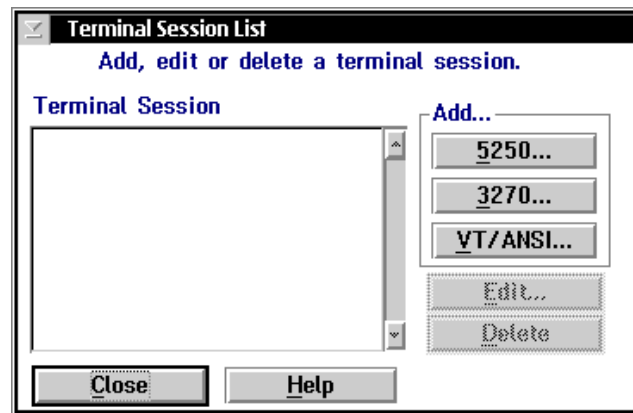 Terminal Session List
Add, edit or delete a terminal session.
Terminal Session
Add...
5250...
3270...
VT/ANSI...
Edit...
Delete
Close
Help